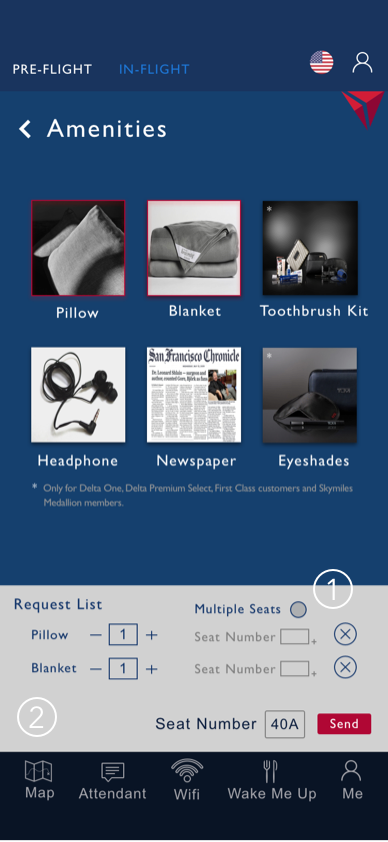 PRE-FLIGHT IN-FLIGHT
Amenities
*
Pillow Blanket Toothbrush Kit
San Francisco Chronicle
*
Headphone Newspaper Eyeshades
* Only for Delta One, Delta Premium Select, First Class customers and Skymiles
Medallion members.
1
Request List Multiple Seats
Pillow − 1 + Seat Number +
Blanket − 1 + Seat Number +
2
Seat Number 40A Send
Map Attendant Wifi Wake Me Up Me